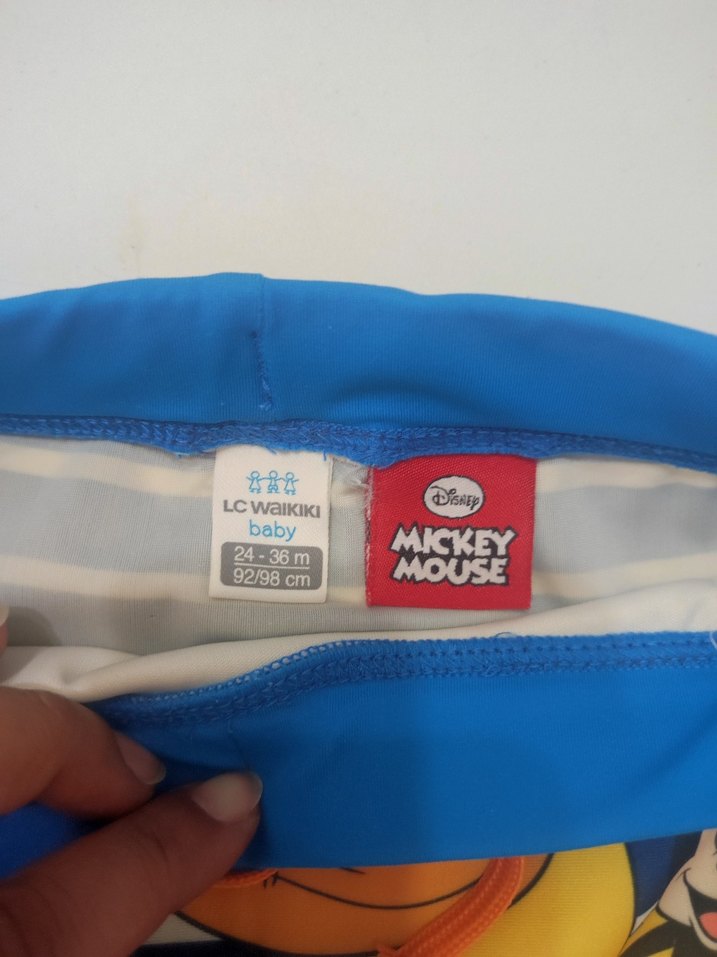 LC WAIKIKI
baby
24 - 36 m
92/98 cm
Disney
MICKEY
MOUSE